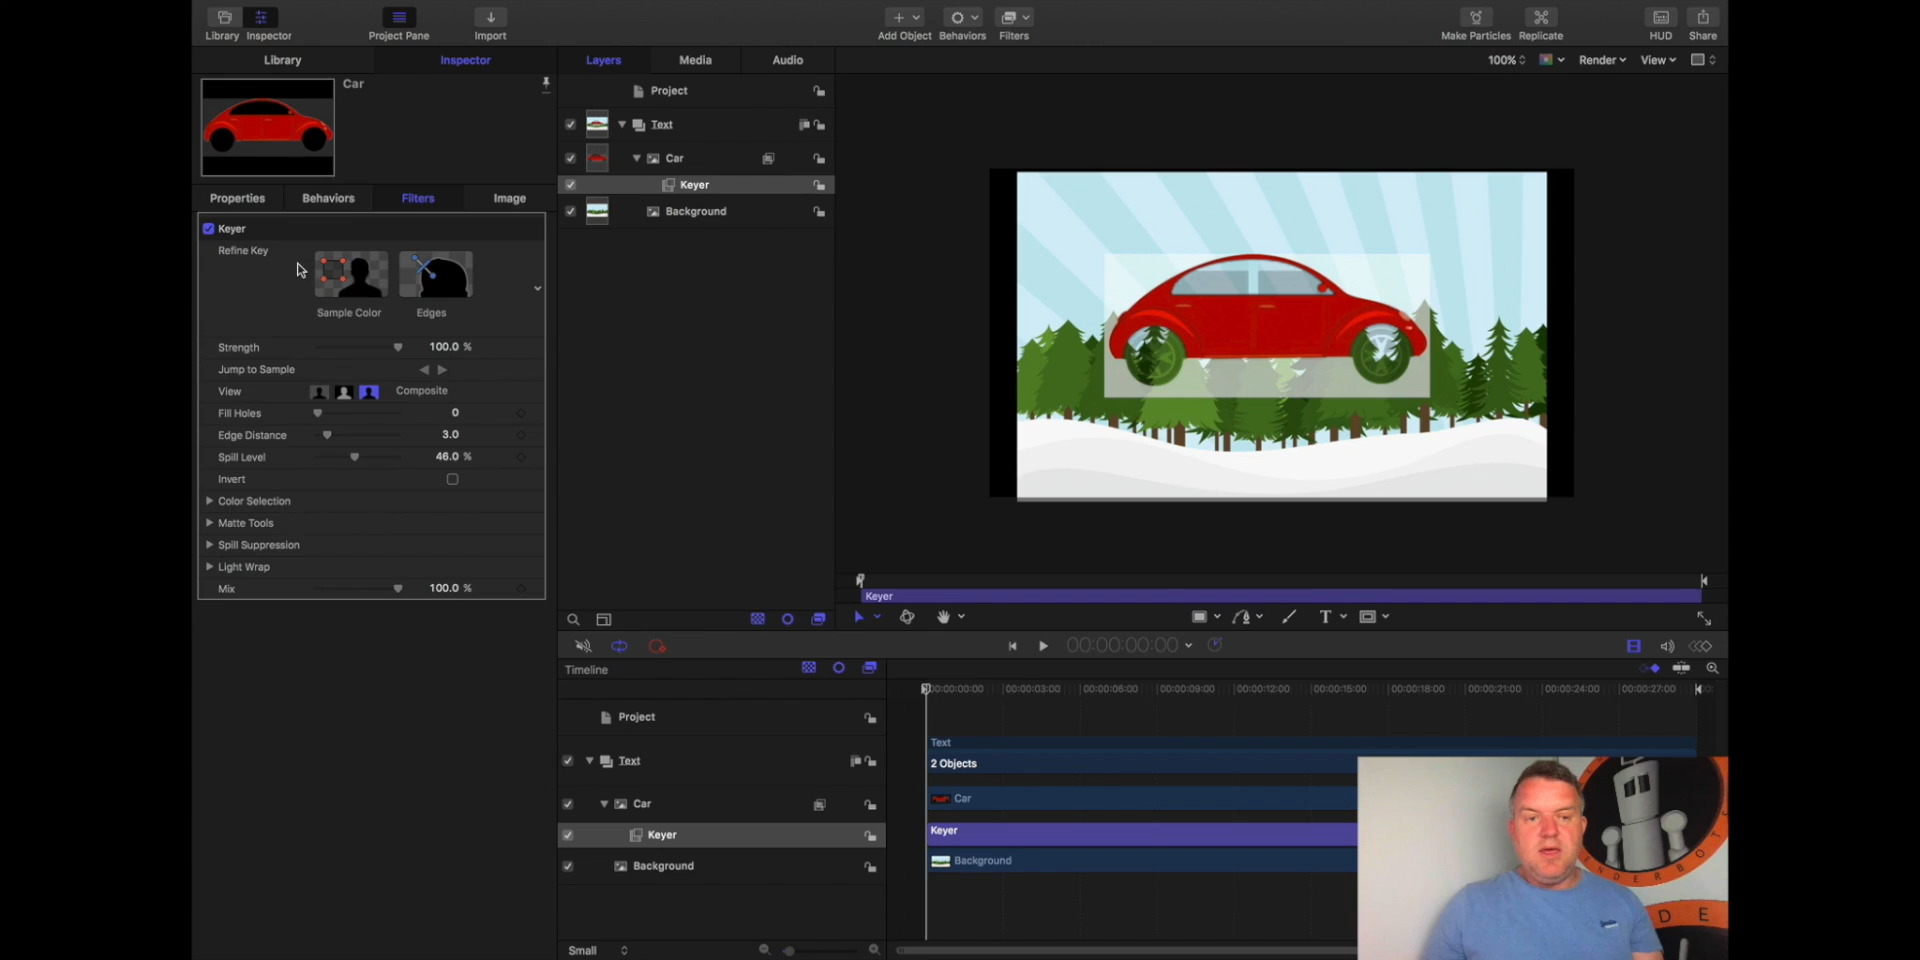 Library
Inspector
Project Pane
Import
Add Object
Behaviors
Filters
Make Particles
Replicate
HUD
Share
Library
Inspector
Layers
Media
Audio
100%
Render
View
Car
Project
Text
Car
Keyer
Background
Properties
Behaviors
Filters
Image
Keyer
Refine Key
Sample Color
Edges
Strength
100.0 %
Jump to Sample
View
Composite
Fill Holes
0
Edge Distance
3.0
Spill Level
46.0 %
Invert
Color Selection
Matte Tools
Spill Suppression
Light Wrap
Mix
100.0 %
Keyer
T
00:00:00:00
Timeline
00:00:00:00
00:00:03:00
00:00:06:00
00:00:09:00
00:00:12:00
00:00:15:00
00:00:18:00
00:00:21:00
00:00:24:00
00:00:27:00
Project
Text
Car
Keyer
Background
Text
2 Objects
Car
Keyer
Background
Small
ENDERBO
DE